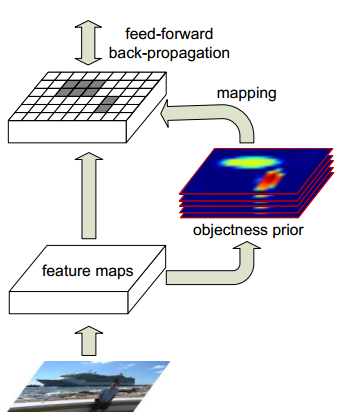 feed-forward
back-propagation
mapping
objectness prior
feature maps